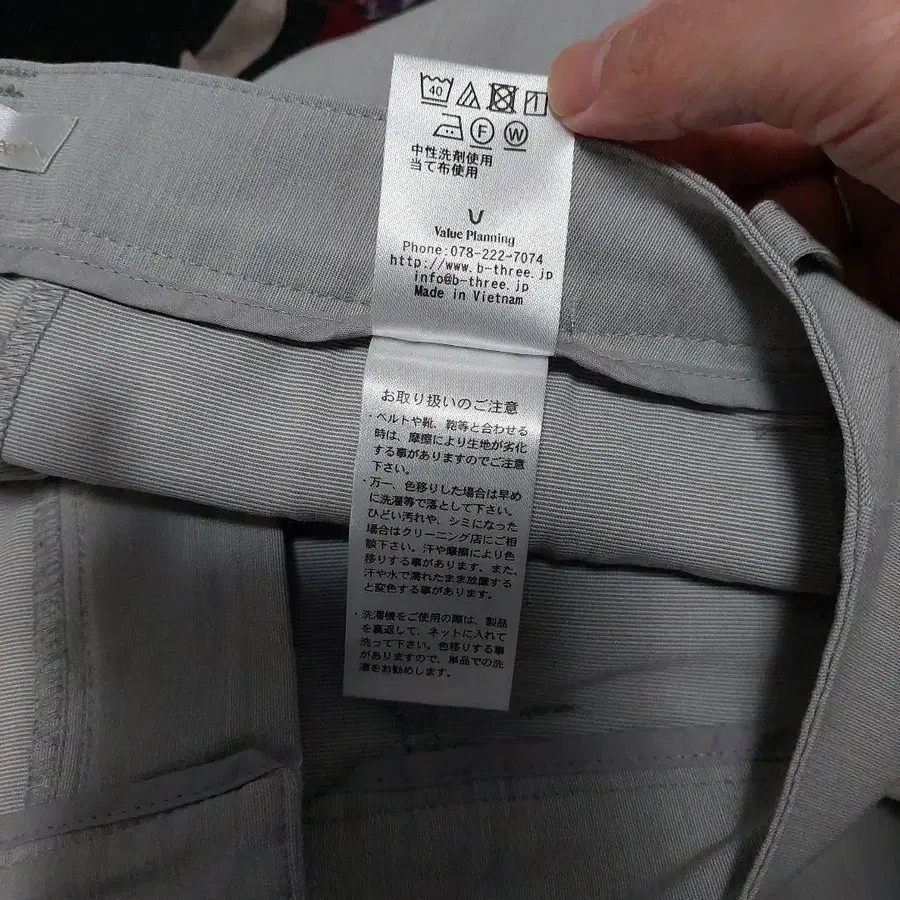 40
F
W
中性洗剤使用
当て布使用
Value Planning
Phone:078-222-7074
http://www.b-three.jp
info@b-three.jp
Made in Vietnam
お取り扱いのご注意
・ベルトや靴、鞄等と合わせる
時は、摩擦により生地が劣化
する事がありますのでご注意
下さい。
・万一、色移りした場合は早め
に洗濯等で落として下さい。
ひどい汚れや、シミになった
場合はクリーニング店にご相
談下さい。汗や摩擦により色
移りする事があります。また、
汗や水で濡れたまま放置する
と変色する事があります。
・洗濯機をご使用の際は、製品
を裏返して、ネットに入れて
洗って下さい。色移りする事
がありますので、単品での洗
濯をお勧めします。